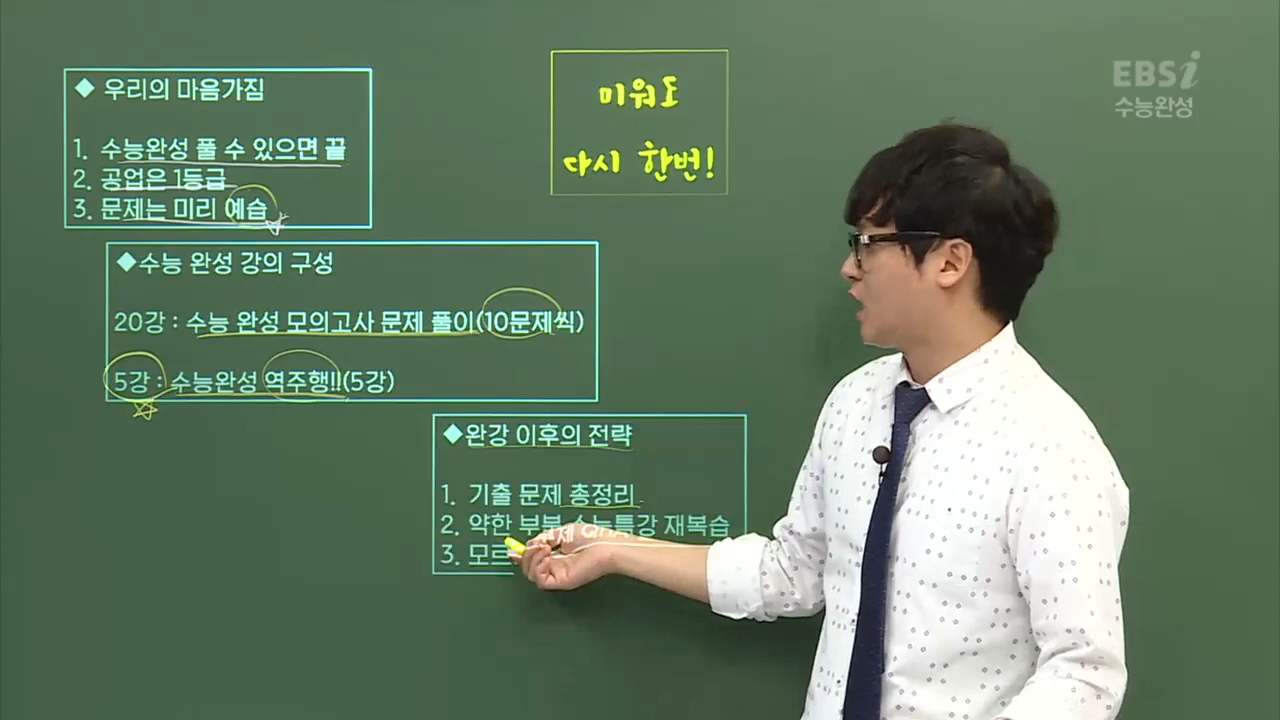 ◆ 우리의 마음가짐
1. 수능완성 풀 수 있으면 끝
2. 공업은 1등급
3. 문제는 미리 예습
미워도
다시 한번!
EBSi
수능완성
◆수능 완성 강의 구성
20강 : 수능 완성 모의고사 문제 풀이(10문제씩)
5강 : 수능완성 역주행!!(5강)
◆완강 이후의 전략
1. 기출 문제 총정리
2. 약한 부분 수능특강 재복습
3. 모르